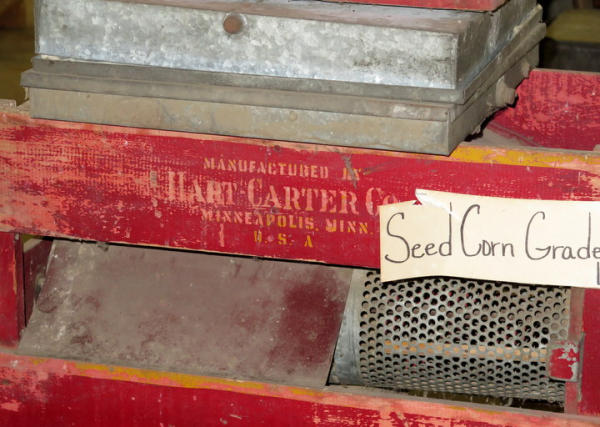 MANUFACTURED BY
HART CARTER Co
MINNEAPOLIS, MINN.
U. S. A
Seed Corn Grade